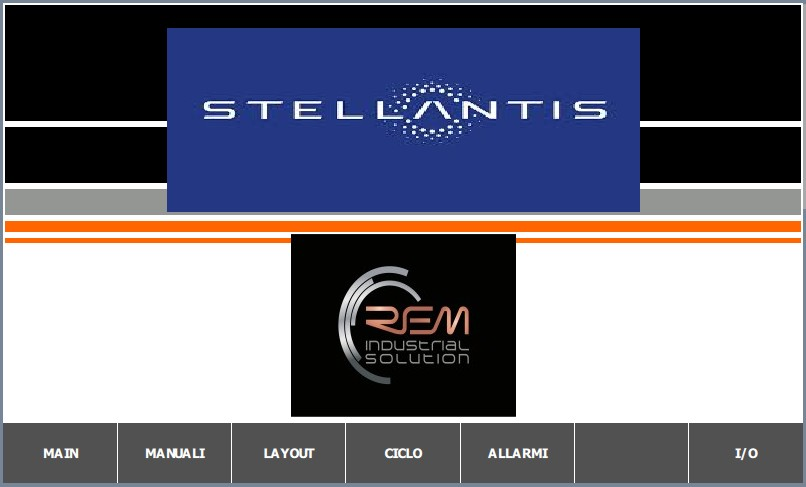 STELLANTIS
REM
INDUSTRIAL
SOLUTION
MAIN
MANUALI
LAYOUT
CICLO
ALLARMI
I/O